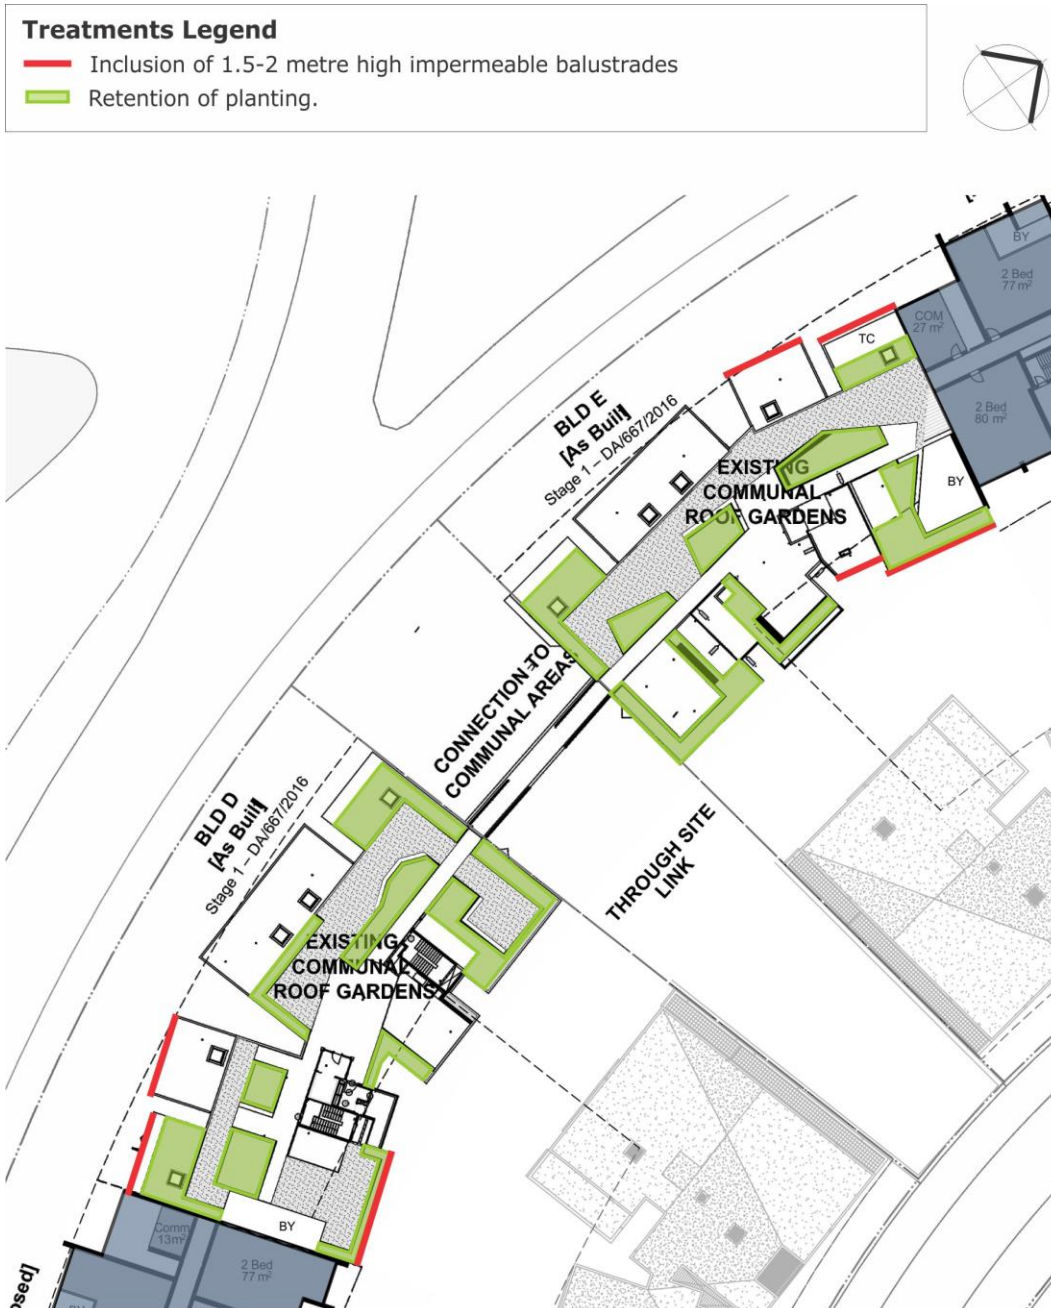 Treatments Legend
Inclusion of 1.5-2 metre high impermeable balustrades
Retention of planting.
BY
2 Bed
77 m²
COM
27 m²
TC
2 Bed
80 m²
BLD E
[As Built]
Stage 1 – DA/667/2016
EXISTING
COMMUNAL
ROOF GARDENS
BY
CONNECTION TO
COMMUNAL AREAS
BLD D
[As Built]
Stage 1 – DA/667/2016
THROUGH SITE
LINK
EXISTING
COMMUNAL
ROOF GARDENS
BY
Comm
13m²
2 Bed
77 m²